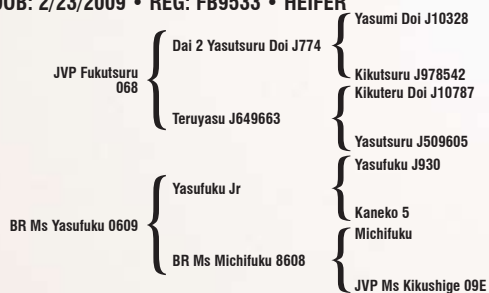 DOB: 2/23/2009 • REG: FB9533 • HEIFER
Yasumi Doi J10328
Dai 2 Yasutsuru Doi J774
Kikutsuru J978542
JVP Fukutsuru
068
Kikuteru Doi J10787
Teruyasu J649663
Yasutsuru J509605
Yasufuku J930
Yasufuku Jr
Kaneko 5
BR Ms Yasufuku 0609
Michifuku
BR Ms Michifuku 8608
JVP Ms Kikushige 09E